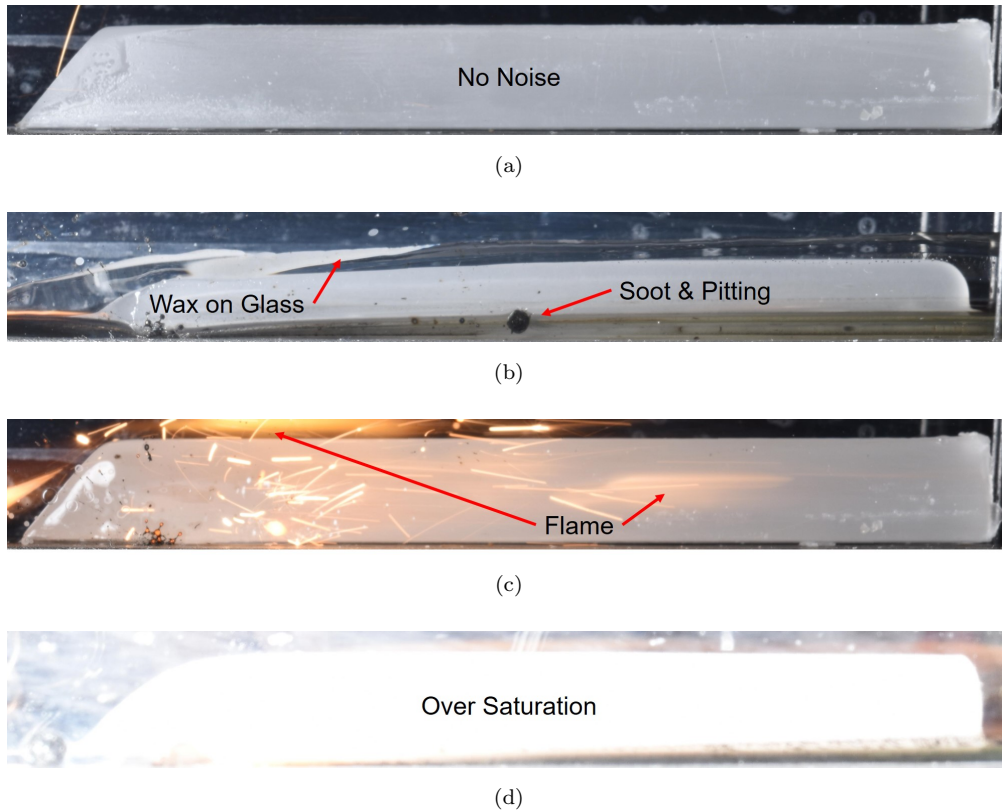 No Noise
(a)
Wax on Glass
Soot & Pitting
(b)
Flame
(c)
Over Saturation
(d)